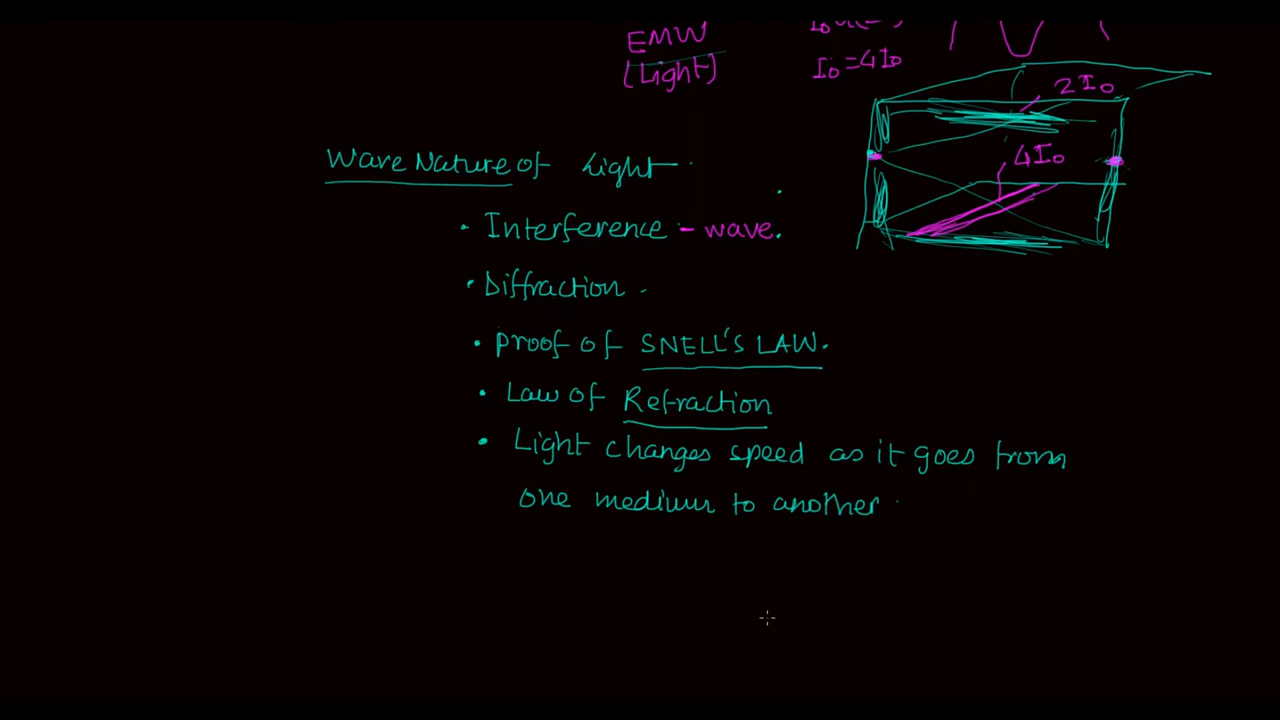 EMW
(Light)
I₀=4I₀
2I₀
4I₀
Wave Nature of Light.
• Interference - wave.
• Diffraction.
• Proof of SNELL'S LAW.
• Law of Refraction
• Light changes speed as it goes from
one medium to another.